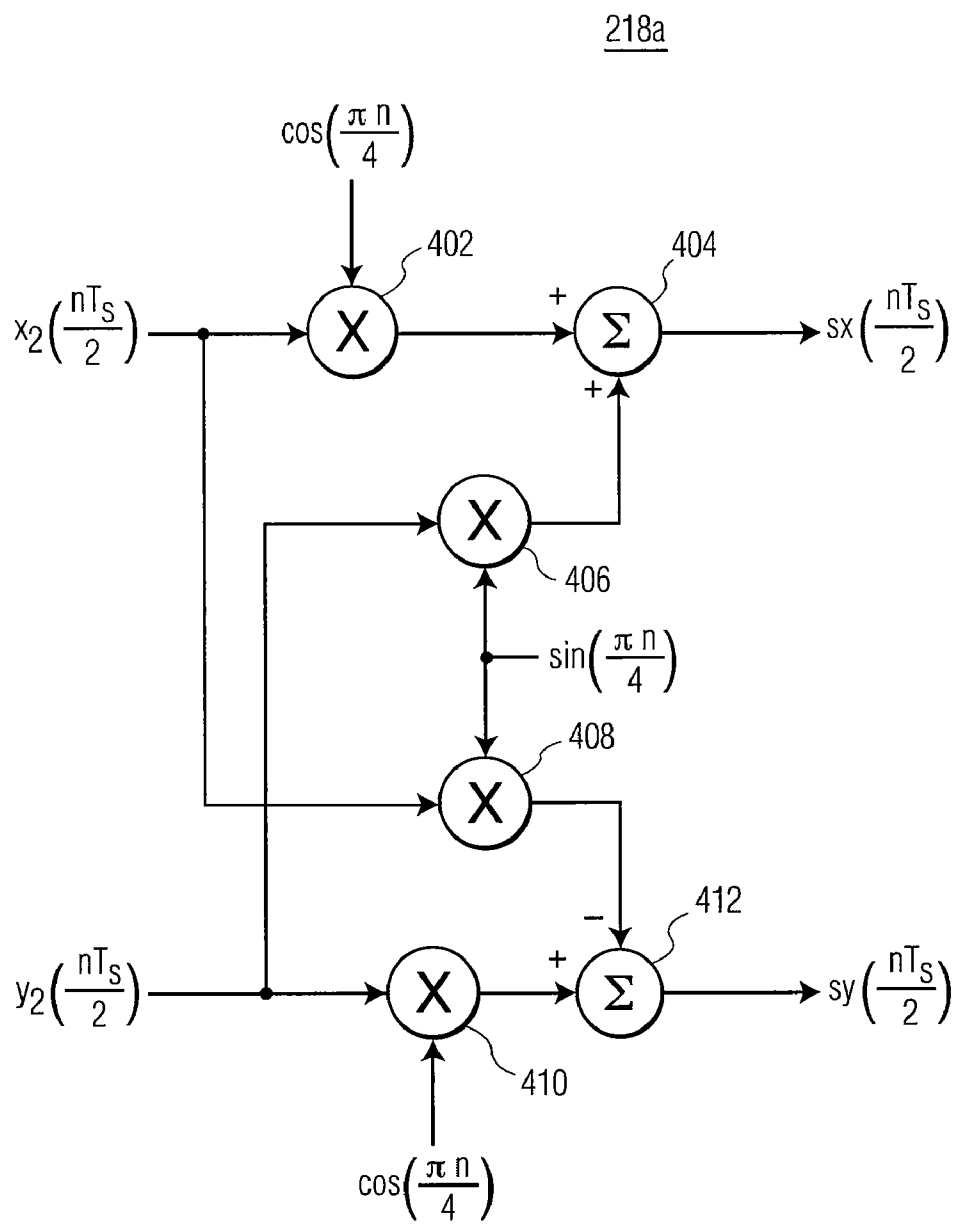 218a
cos(πn/4)
402
404
x₂(nTₛ/2)
+
Σ
sx(nTₛ/2)
X
+
X
406
sin(πn/4)
408
X
412
−
y₂(nTₛ/2)
X
+
Σ
sy(nTₛ/2)
410
cos(πn/4)